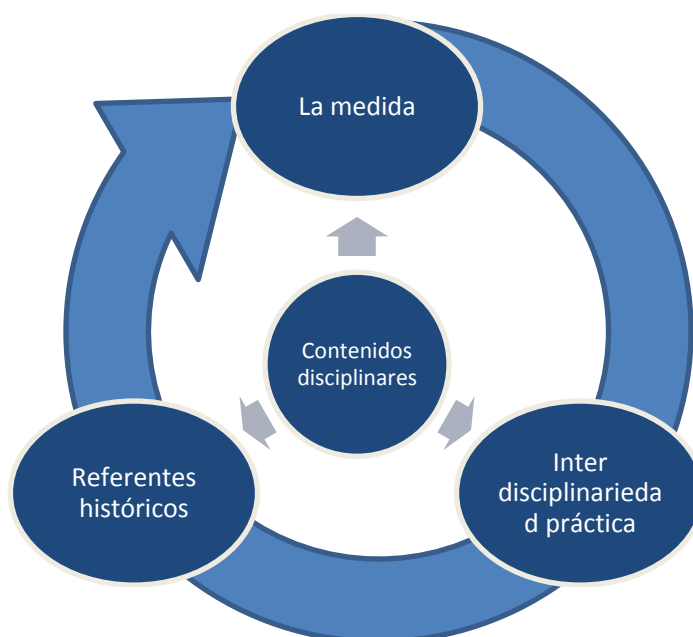 La medida
Contenidos
disciplinares
Referentes
históricos
Inter
disciplinarieda
d práctica